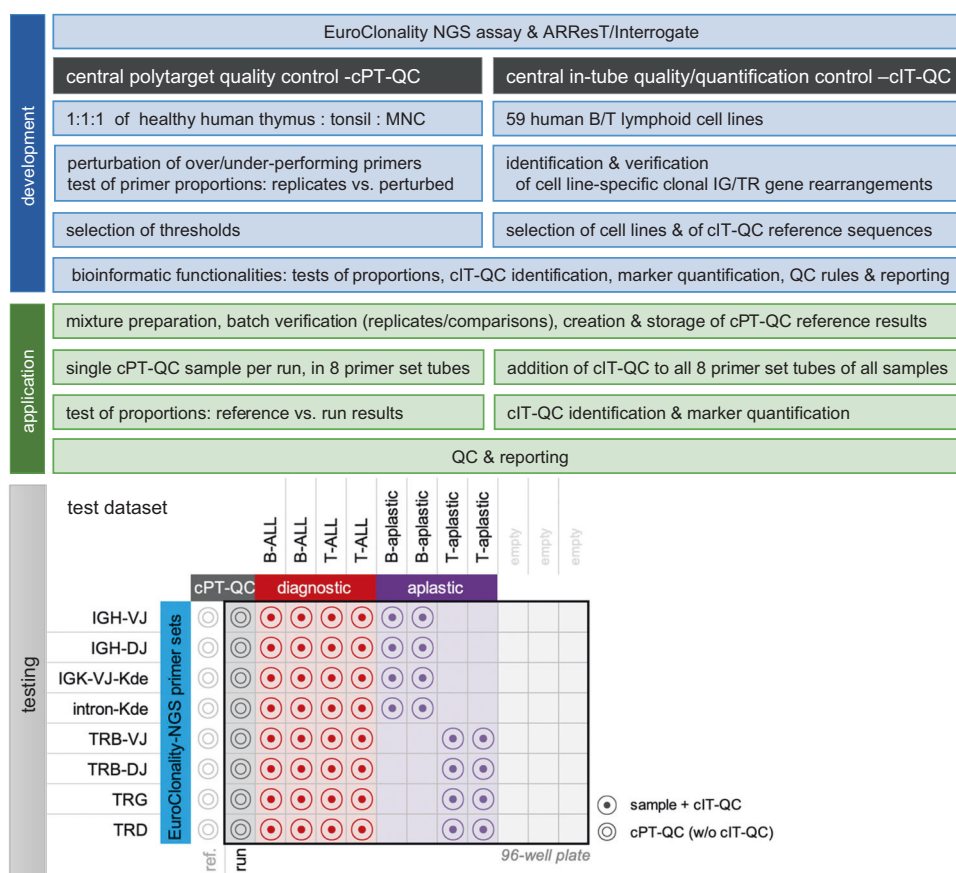 EuroClonality NGS assay & ARResT/Interrogate
development
central polytarget quality control -cPT-QC
central in-tube quality/quantification control –cIT-QC
1:1:1 of healthy human thymus : tonsil : MNC
59 human B/T lymphoid cell lines
perturbation of over/under-performing primers
test of primer proportions: replicates vs. perturbed
identification & verification
of cell line-specific clonal IG/TR gene rearrangements
selection of thresholds
selection of cell lines & of cIT-QC reference sequences
bioinformatic functionalities: tests of proportions, cIT-QC identification, marker quantification, QC rules & reporting
application
mixture preparation, batch verification (replicates/comparisons), creation & storage of cPT-QC reference results
single cPT-QC sample per run, in 8 primer set tubes
addition of cIT-QC to all 8 primer set tubes of all samples
test of proportions: reference vs. run results
cIT-QC identification & marker quantification
QC & reporting
testing
test dataset
B-ALL
B-ALL
T-ALL
T-ALL
B-aplastic
B-aplastic
T-aplastic
T-aplastic
empty
empty
empty
cPT-QC
diagnostic
aplastic
EuroClonality-NGS primer sets
IGH-VJ
IGH-DJ
IGK-VJ-Kde
intron-Kde
TRB-VJ
TRB-DJ
TRG
TRD
sample + cIT-QC
cPT-QC (w/o cIT-QC)
ref.
run
96-well plate